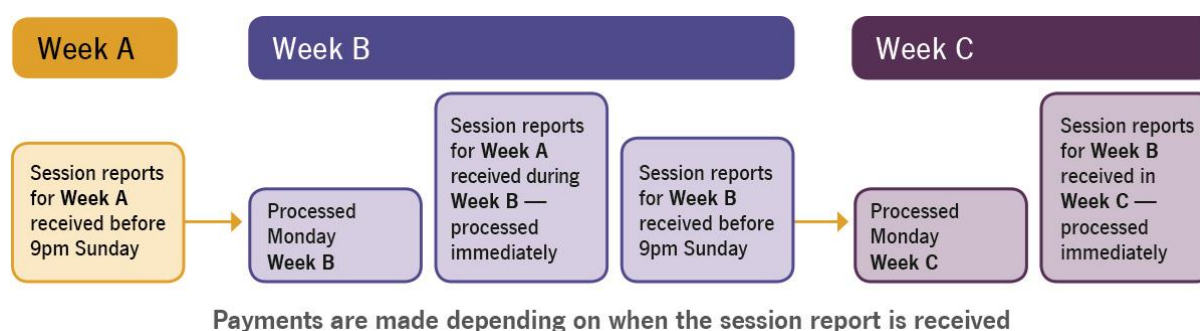 Week A
Week B
Week C
Session reports
for Week A
received before
9pm Sunday
Processed
Monday
Week B
Session reports
for Week A
received during
Week B —
processed
immediately
Session reports
for Week B
received before
9pm Sunday
Processed
Monday
Week C
Session reports
for Week B
received in
Week C —
processed
immediately
Payments are made depending on when the session report is received